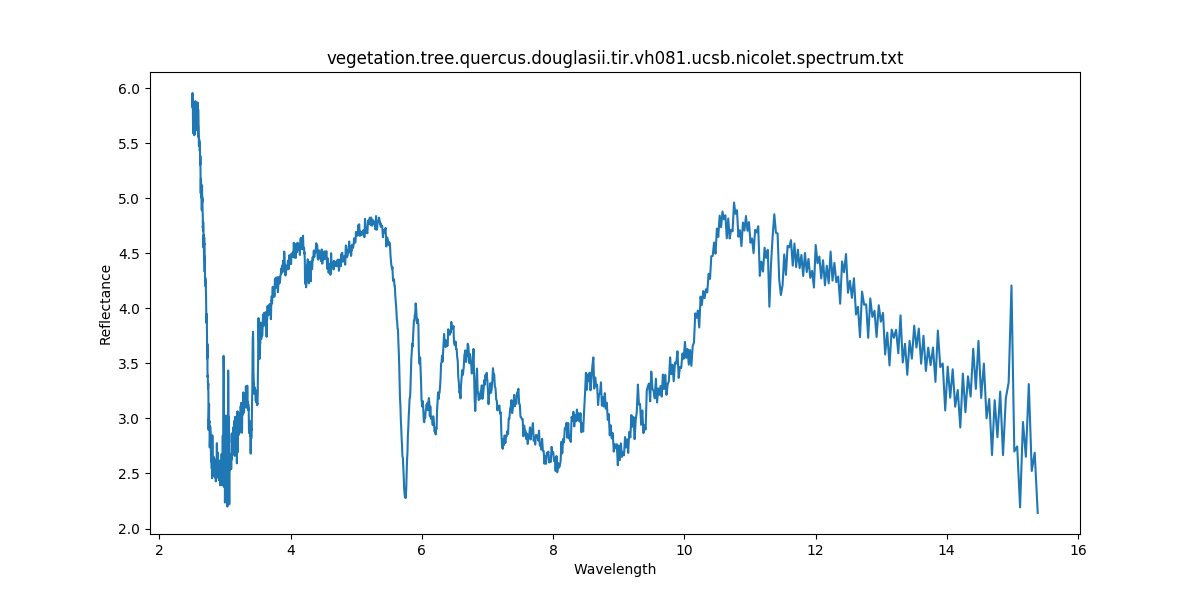 vegetation.tree.quercus.douglasii.tir.vh081.ucsb.nicolet.spectrum.txt
6.0
5.5
5.0
4.5
4.0
3.5
3.0
2.5
2.0
Reflectance
2 4 6 8 10 12 14 16
Wavelength